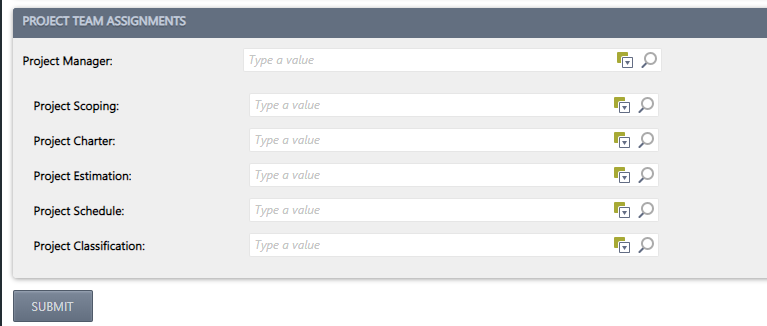 PROJECT TEAM ASSIGNMENTS
Project Manager: Type a value
Project Scoping: Type a value
Project Charter: Type a value
Project Estimation: Type a value
Project Schedule: Type a value
Project Classification: Type a value
SUBMIT